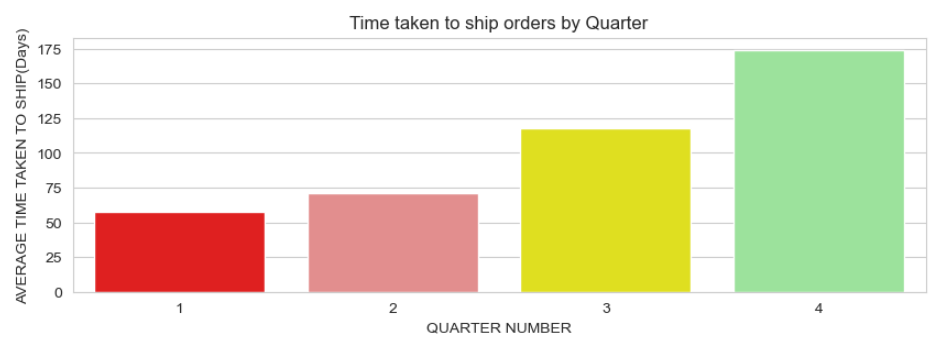 Time taken to ship orders by Quarter
AVERAGE TIME TAKEN TO SHIP(Days)
175
150
125
100
75
50
25
0
1 2 3 4
QUARTER NUMBER